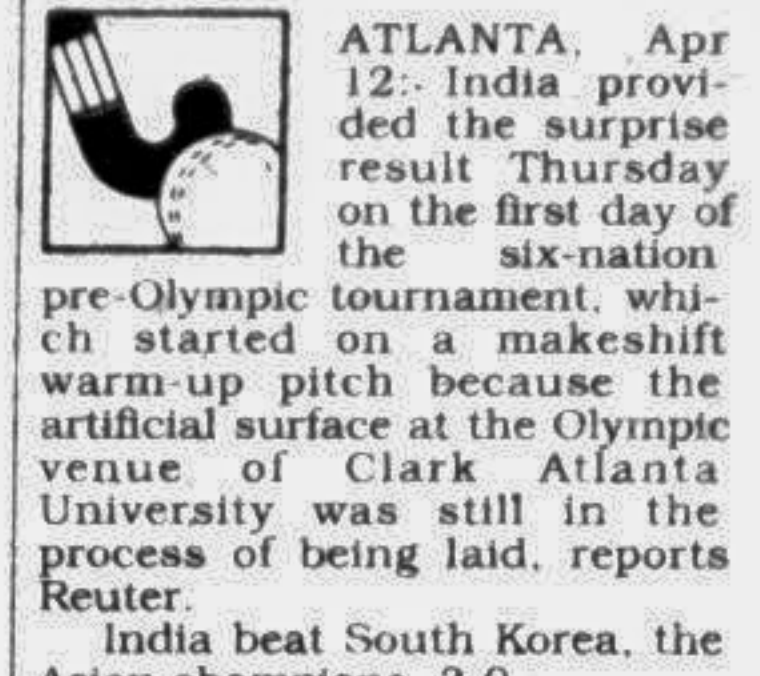 ATLANTA, Apr
12:- India provi-
ded the surprise
result Thursday
on the first day of
the six-nation
pre-Olympic tournament, whi-
ch started on a makeshift
warm-up pitch because the
artificial surface at the Olympic
venue of Clark Atlanta
University was still in the
process of being laid, reports
Reuter.
India beat South Korea, the